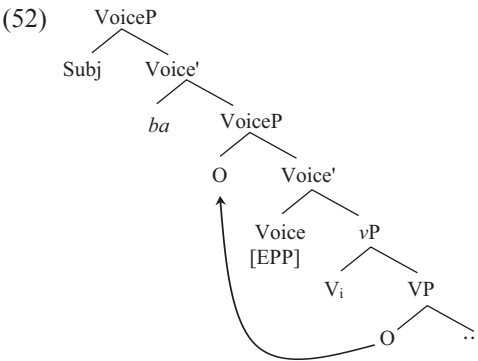 (52) VoiceP
Subj Voice'
ba VoiceP
O Voice'
Voice vP
[EPP]
Vi VP
O ..